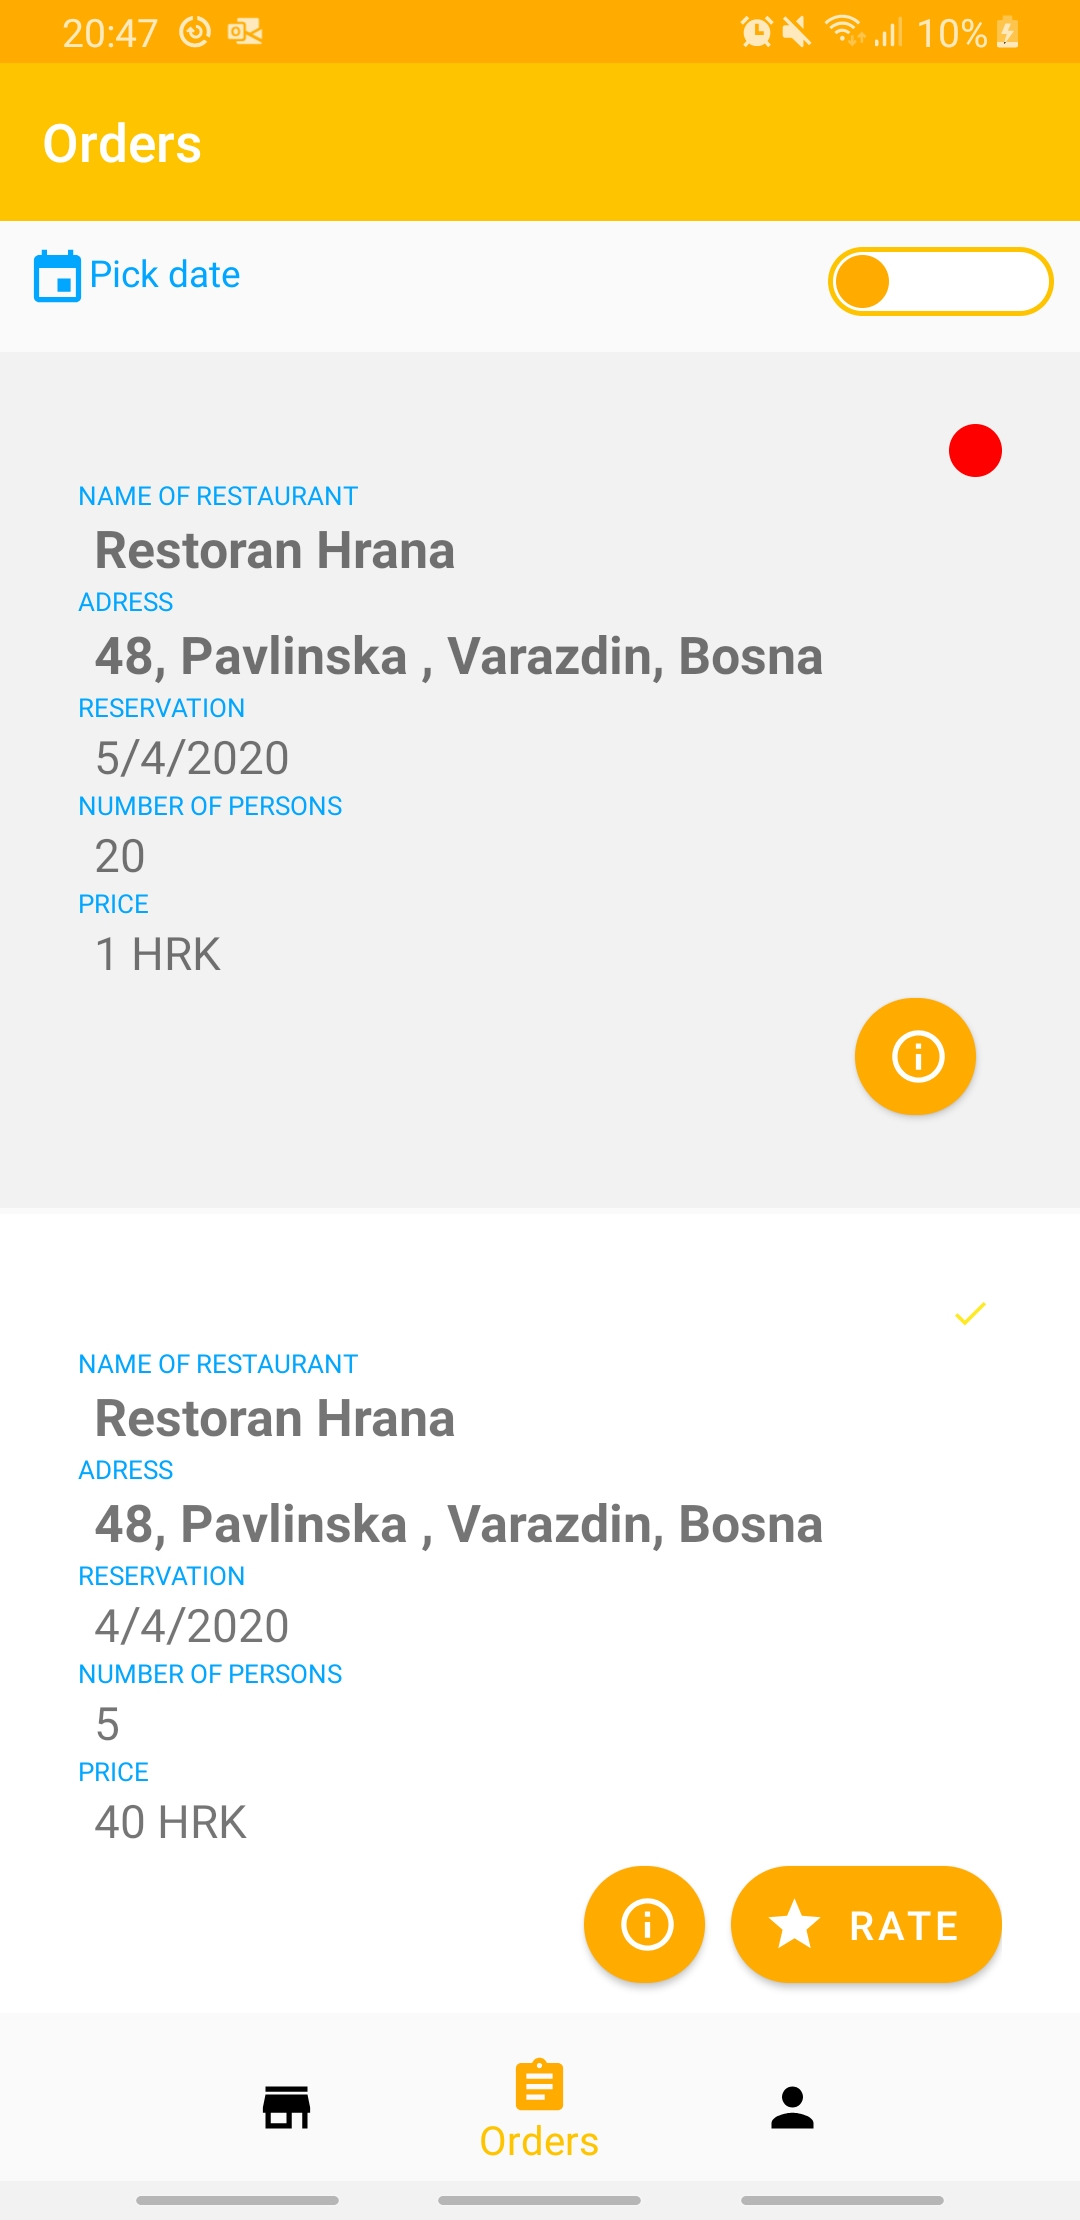 20:47
10%
Orders
Pick date
NAME OF RESTAURANT
Restoran Hrana
ADRESS
48, Pavlinska , Varazdin, Bosna
RESERVATION
5/4/2020
NUMBER OF PERSONS
20
PRICE
1 HRK
NAME OF RESTAURANT
Restoran Hrana
ADRESS
48, Pavlinska , Varazdin, Bosna
RESERVATION
4/4/2020
NUMBER OF PERSONS
5
PRICE
40 HRK
RATE
Orders